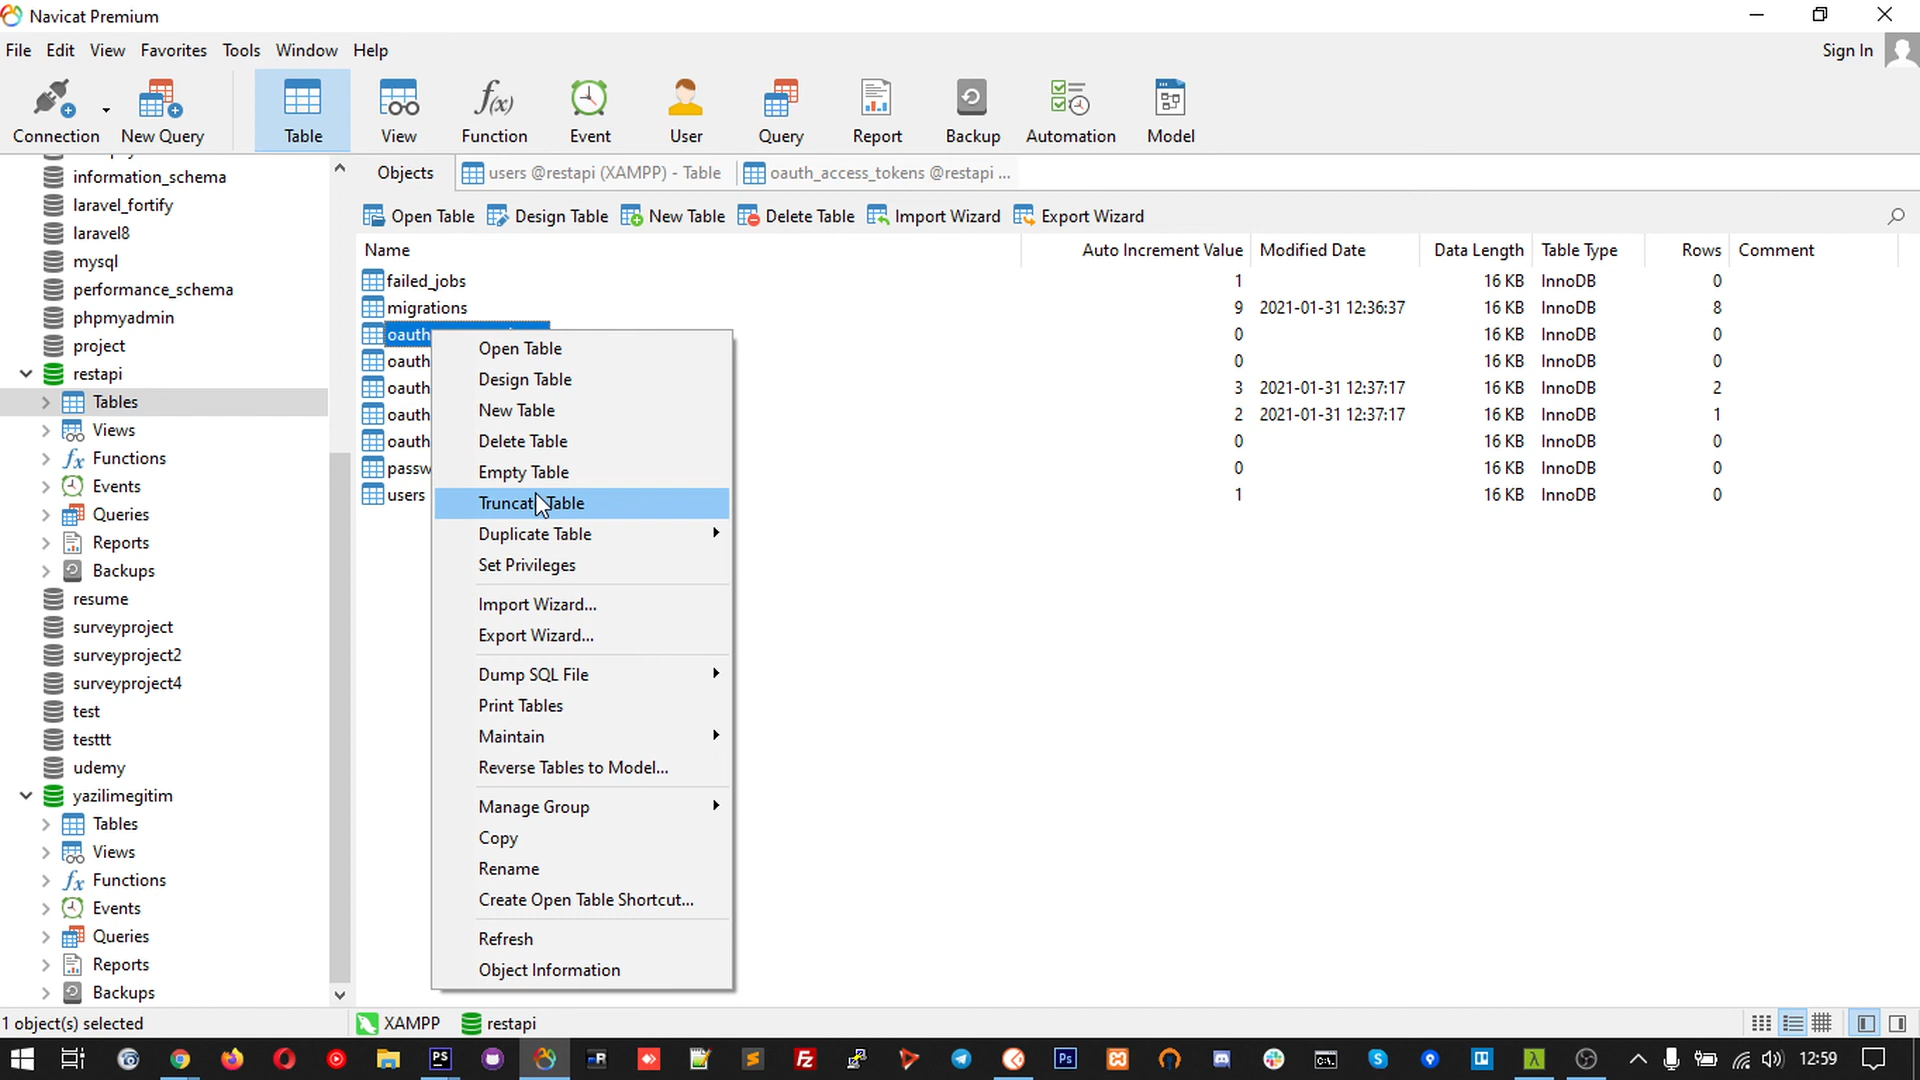 Navicat Premium
File Edit View Favorites Tools Window Help Sign In
Connection New Query Table View Function Event User Query Report Backup Automation Model
information_schema
laravel_fortify
laravel8
mysql
performance_schema
phpmyadmin
project
restapi
Tables
Views
Functions
Events
Queries
Reports
Backups
resume
surveyproject
surveyproject2
surveyproject4
test
testtt
udemy
yazilimegitim
Tables
Views
Functions
Events
Queries
Reports
Backups
Objects users @restapi (XAMPP) - Table oauth_access_tokens @restapi ...
Open Table Design Table New Table Delete Table Import Wizard Export Wizard
Name Auto Increment Value Modified Date Data Length Table Type Rows Comment
failed_jobs 1 16 KB InnoDB 0
migrations 9 2021-01-31 12:36:37 16 KB InnoDB 8
oauth 0 16 KB InnoDB 0
oauth 0 16 KB InnoDB 0
oauth 3 2021-01-31 12:37:17 16 KB InnoDB 2
oauth 2 2021-01-31 12:37:17 16 KB InnoDB 1
oauth 0 16 KB InnoDB 0
passw 0 16 KB InnoDB 0
users 1 16 KB InnoDB 0
Open Table
Design Table
New Table
Delete Table
Empty Table
Truncate Table
Duplicate Table
Set Privileges
Import Wizard...
Export Wizard...
Dump SQL File
Print Tables
Maintain
Reverse Tables to Model...
Manage Group
Copy
Rename
Create Open Table Shortcut...
Refresh
Object Information
1 object(s) selected XAMPP restapi
12:59